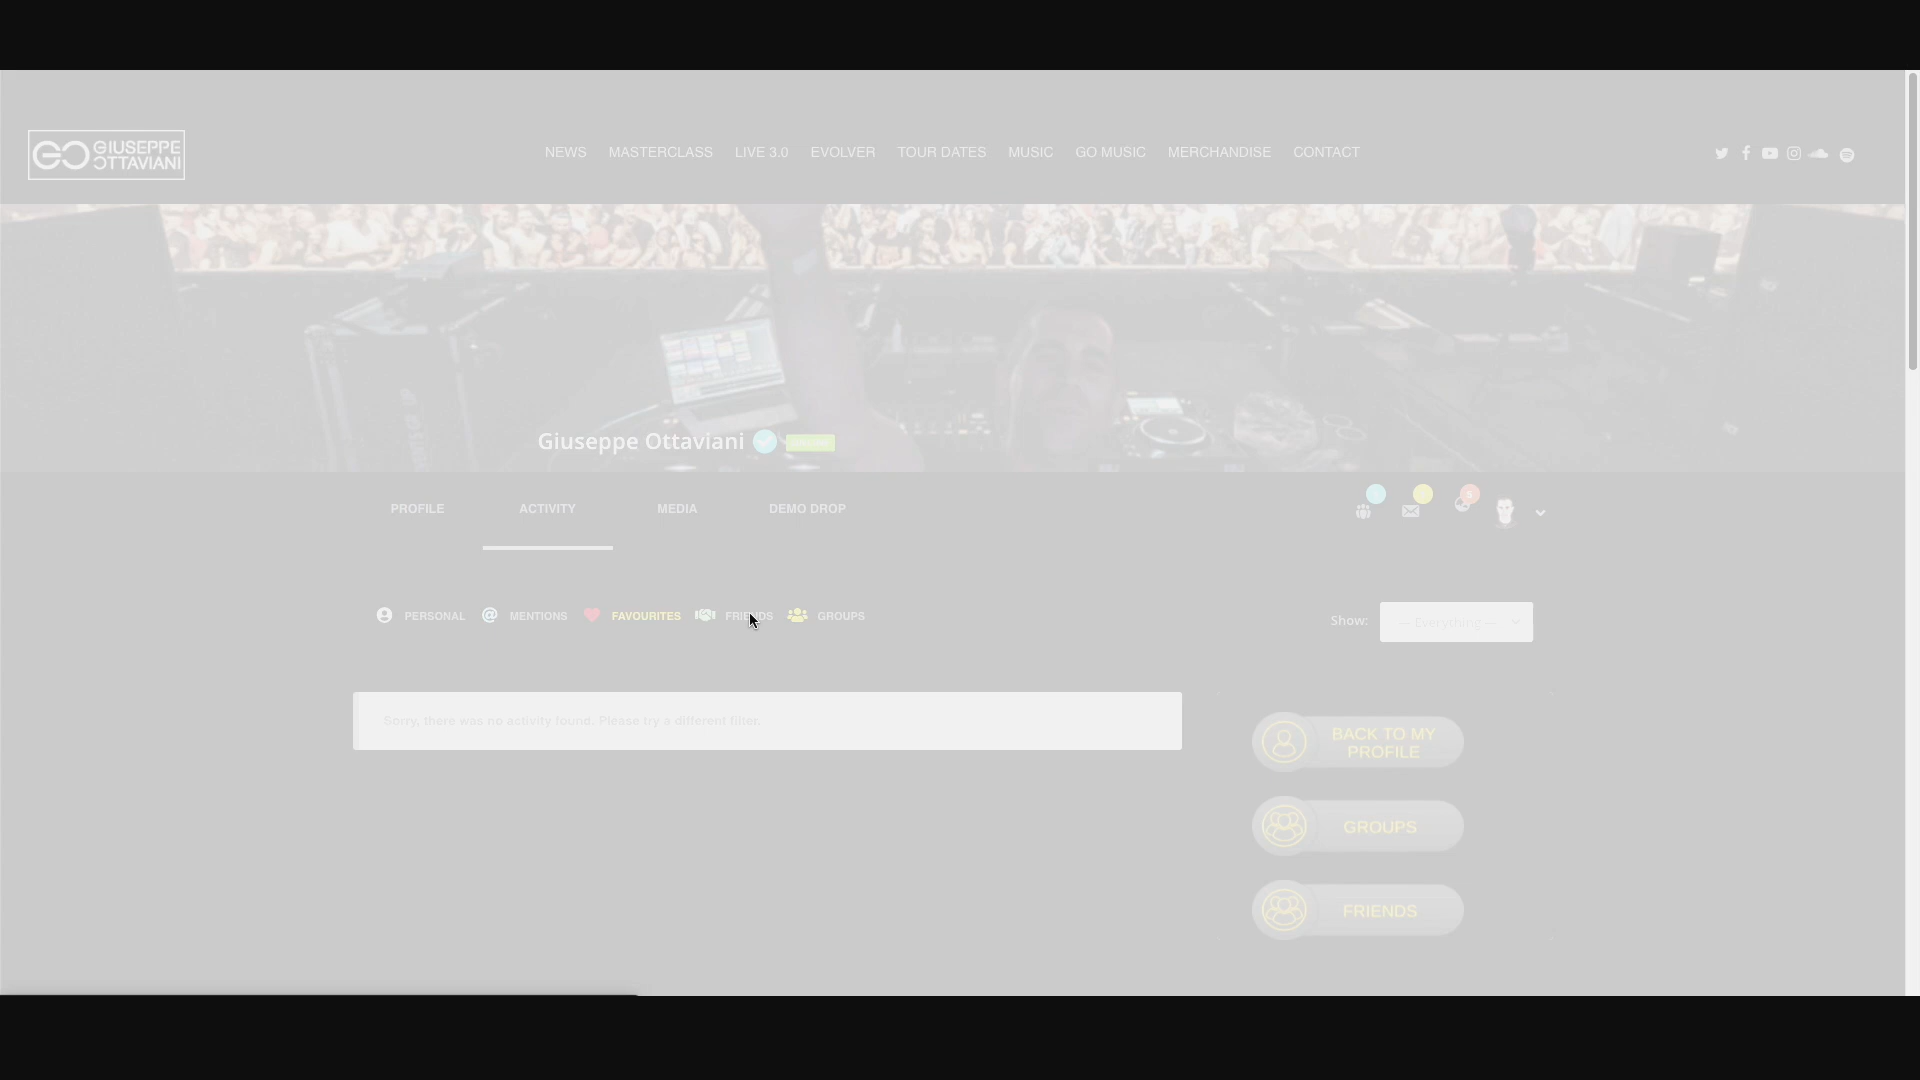 GIUSEPPE
OTTAVIANI
NEWS MASTERCLASS LIVE 3.0 EVOLVER TOUR DATES MUSIC GO MUSIC MERCHANDISE CONTACT
Giuseppe Ottaviani
PROFILE ACTIVITY MEDIA DEMO DROP
5
PERSONAL MENTIONS FAVOURITES FRIENDS GROUPS
Show: — Everything —
Sorry, there was no activity found. Please try a different filter.
BACK TO MY
PROFILE
GROUPS
FRIENDS